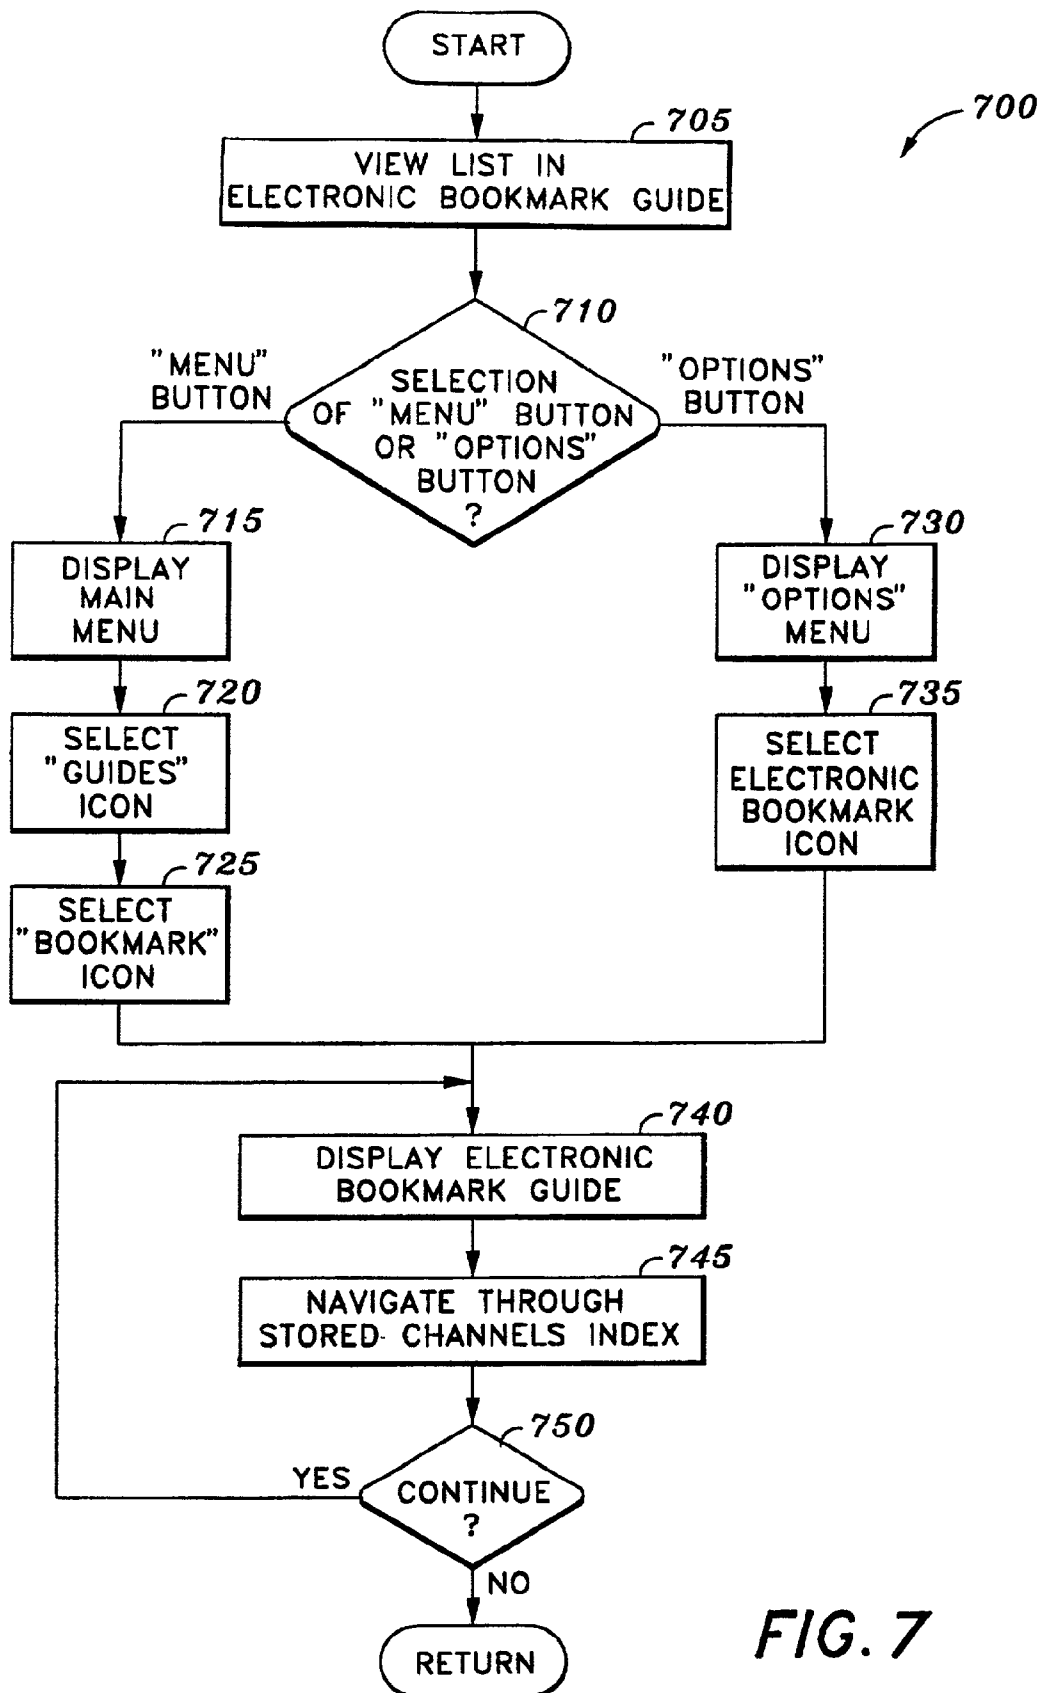 START
700
705
VIEW LIST IN
ELECTRONIC BOOKMARK GUIDE
710
"MENU"
BUTTON
SELECTION
OF "MENU" BUTTON
OR "OPTIONS"
BUTTON
?
"OPTIONS"
BUTTON
715
DISPLAY
MAIN
MENU
730
DISPLAY
"OPTIONS"
MENU
720
SELECT
"GUIDES"
ICON
735
SELECT
ELECTRONIC
BOOKMARK
ICON
725
SELECT
"BOOKMARK"
ICON
740
DISPLAY ELECTRONIC
BOOKMARK GUIDE
745
NAVIGATE THROUGH
STORED CHANNELS INDEX
750
YES
CONTINUE
?
NO
RETURN
FIG. 7